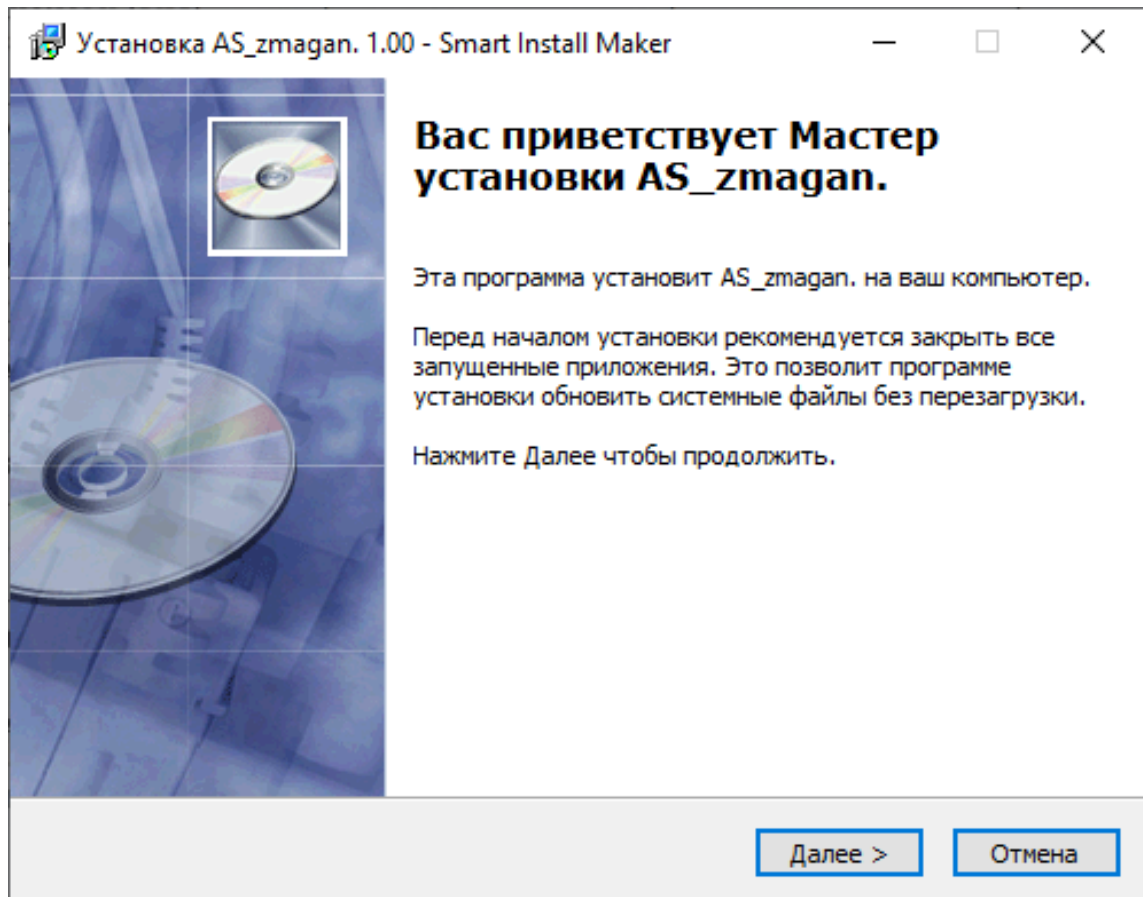 Установка AS_zmagan. 1.00 - Smart Install Maker
Вас приветствует Мастер
установки AS_zmagan.
Эта программа установит AS_zmagan. на ваш компьютер.
Перед началом установки рекомендуется закрыть все
запущенные приложения. Это позволит программе
установки обновить системные файлы без перезагрузки.
Нажмите Далее чтобы продолжить.
Далее >
Отмена